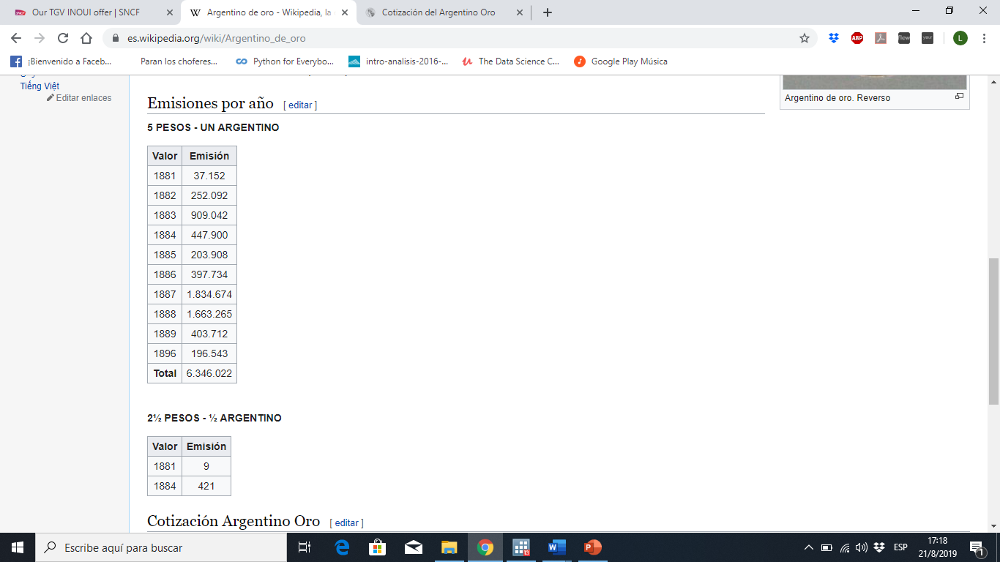 Our TGV INOUI offer | SNCF
Argentino de oro - Wikipedia, la
Cotización del Argentino Oro
es.wikipedia.org/wiki/Argentino_de_oro
ABP
flow
your
L
¡Bienvenido a Faceb...
Paran los choferes...
Python for Everybo...
intro-analisis-2016-...
The Data Science C...
Google Play Música
Tiếng Việt
Editar enlaces
Argentino de oro. Reverso
Emisiones por año [ editar ]
5 PESOS - UN ARGENTINO
Valor Emisión
1881 37.152
1882 252.092
1883 909.042
1884 447.900
1885 203.908
1886 397.734
1887 1.834.674
1888 1.663.265
1889 403.712
1896 196.543
Total 6.346.022
2½ PESOS - ½ ARGENTINO
Valor Emisión
1881 9
1884 421
Cotización Argentino Oro [ editar ]
Escribe aquí para buscar
13
ESP
17:18
21/8/2019
1